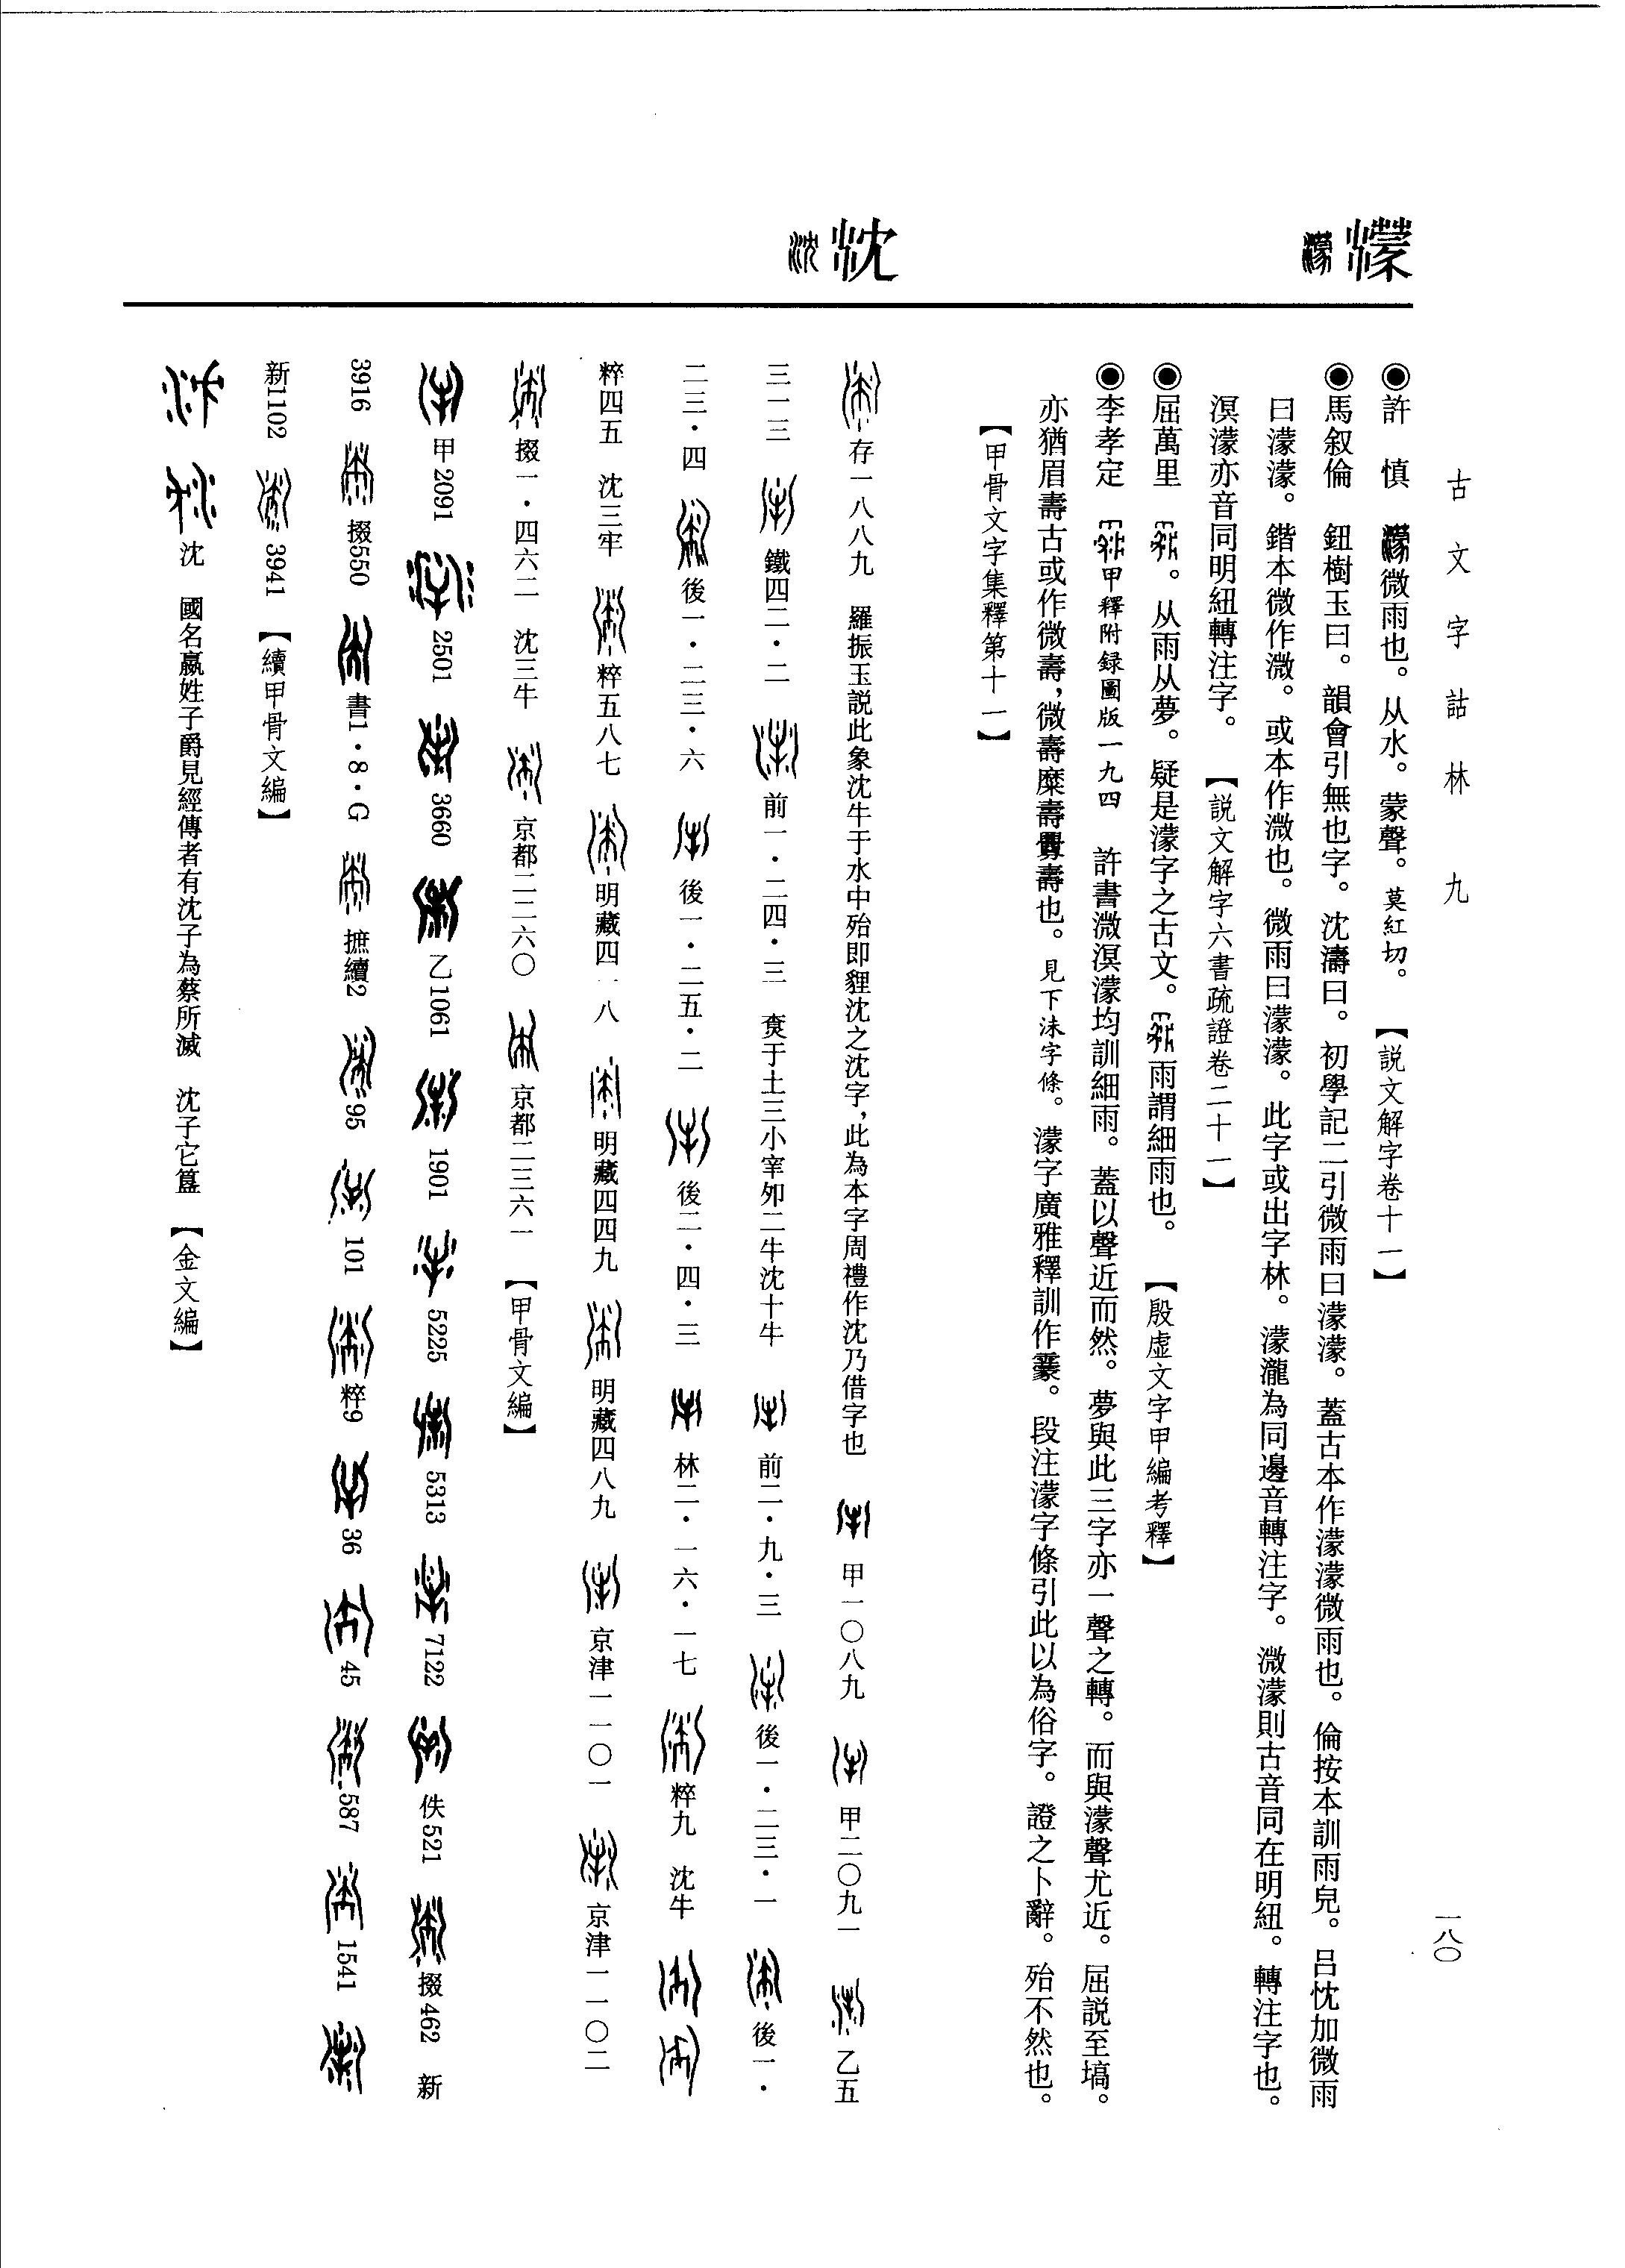 古文字詁林 九
一八〇
濛
◉許 慎 微雨也。从水。蒙聲。莫紅切。 【説文解字卷十一】
◉馬叙倫 鈕樹玉曰。韻會引無也字。沈濤曰。初學記二引微雨曰濛濛。蓋古本作濛濛微雨也。倫按本訓雨皃。吕忱加微雨
曰濛濛。鍇本微作溦。或本作溦也。微雨曰濛濛。此字或出字林。濛瀧為同邊音轉注字。溦濛則古音同在明紐。轉注字也。
溟濛亦音同明紐轉注字。 【説文解字六書疏證卷二十一】
◉屈萬里 。从雨从夢。疑是濛字之古文。雨謂細雨也。 【殷虚文字甲編考釋】
◉李孝定 甲釋附録圖版一九四 許書溦溟濛均訓細雨。蓋以聲近而然。夢與此三字亦一聲之轉。而與濛聲尤近。屈説至塙。
亦猶眉壽古或作微壽,微壽糜壽釁壽也。見下沬字條。濛字廣雅釋訓作霥。段注濛字條引此以為俗字。證之卜辭。殆不然也。
【甲骨文字集釋第十一】
沈
存一八八九 羅振玉説此象沈牛于水中殆即貍沈之沈字,此為本字周禮作沈乃借字也 甲一〇八九 甲二〇九一 乙五
三一三 鐵四二·二 前一·二四·三 尞于土三小宰卯二牛沈十牛 前二·九·三 後一·二三·一 後一·
二三·四 後一·二三·六 後一·二五·二 後二·四·三 林二·一六·一七 粹九 沈牛
粹四五 沈三牢 粹五八七 明藏四一八 明藏四四九 明藏四八九 京津一一〇一 京津一一〇二
掇一·四六二 沈三牛 京都二二六〇 京都二三六一 【甲骨文編】
甲2091 2501 3660 乙1061 1901 5225 5313 7122 佚521 掇462 新
3916 掇550 書1·8·G 摭續2 95 101 粹9 36 45 587 1541
新1102 3941 【續甲骨文編】
沈 國名嬴姓子爵見經傳者有沈子為蔡所滅 沈子它簋 【金文編】